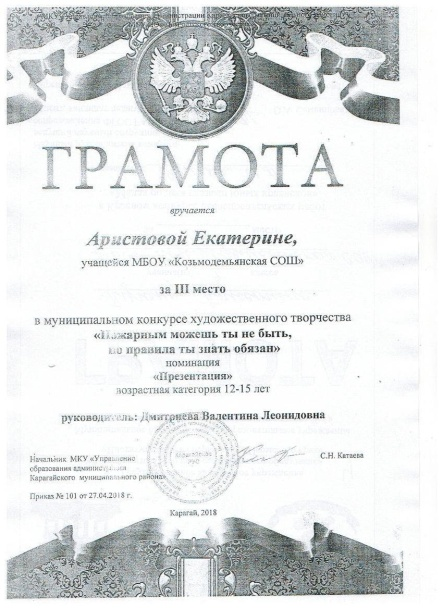 ГРАМОТА
вручается
Аристовой Екатерине,
учащейся МБОУ «Козьмодемьянская СОШ»
за III место
в муниципальном конкурсе художественного творчества
«Пожарным можешь ты не быть,
но правила ты знать обязан»
номинация
«Презентация»
возрастная категория 12-15 лет
руководитель: Дмитриева Валентина Леонидовна
Начальник МКУ «Управление
образования администрации
Карагайского муниципального района»
С.Н. Катаева
Приказ № 101 от 27.04.2018 г.
Карагай, 2018